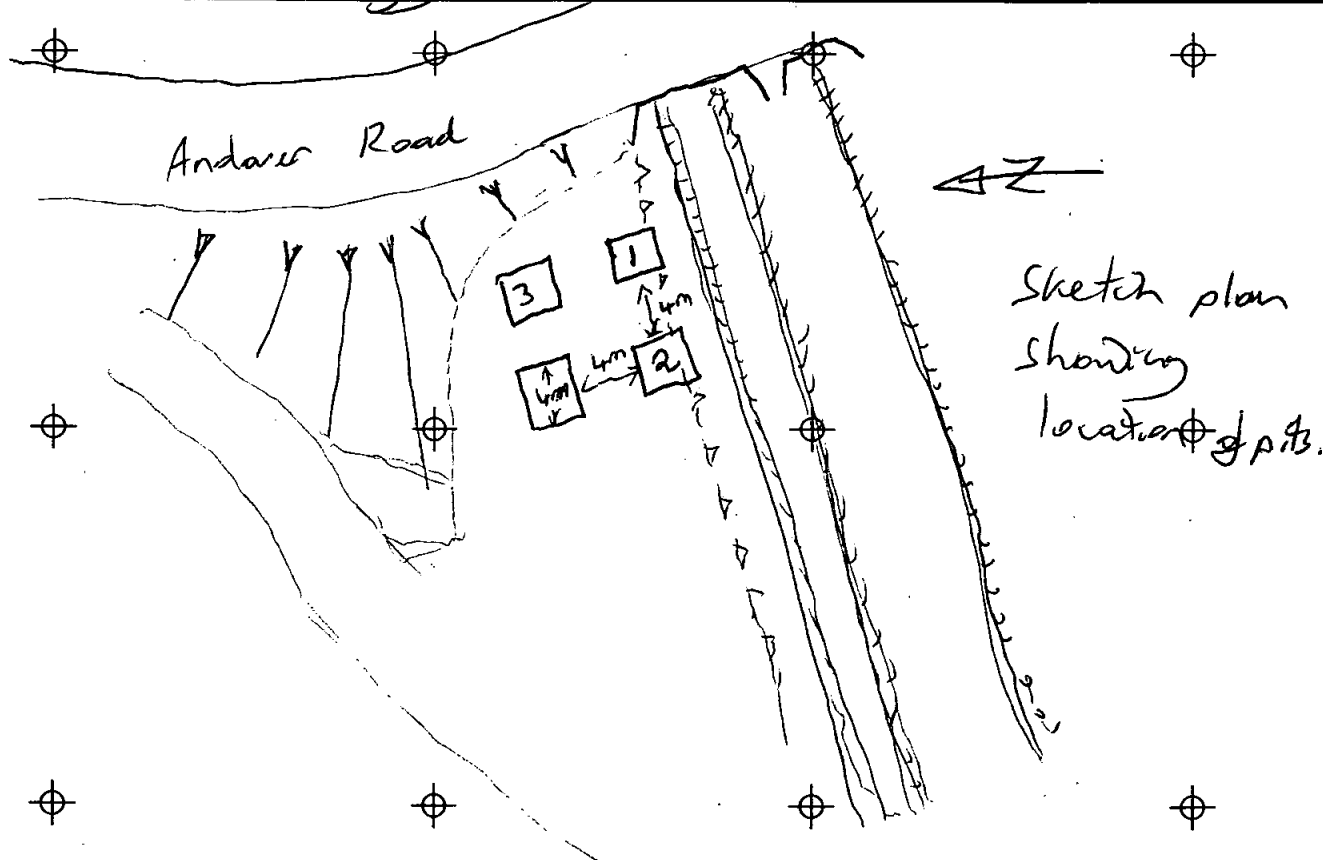 Andover Road
N
1
3
4m
2
4m
4m
Sketch plan
showing
location of pits.